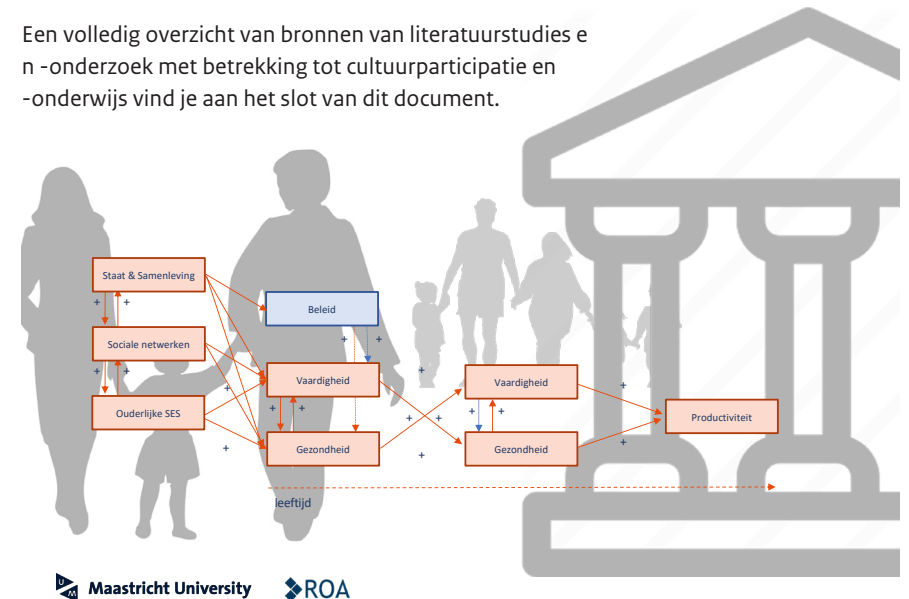 Een volledig overzicht van bronnen van literatuurstudies e
n -onderzoek met betrekking tot cultuurparticipatie en
-onderwijs vind je aan het slot van dit document.
Staat & Samenleving
+ +
Beleid
Sociale netwerken
+ +
+ +
Vaardigheid
+
Vaardigheid
+
+
Ouderlijke SES
+ +
+ +
+ +
Productiviteit
+
Gezondheid
+
Gezondheid
+
leeftijd
U M Maastricht University
ROA